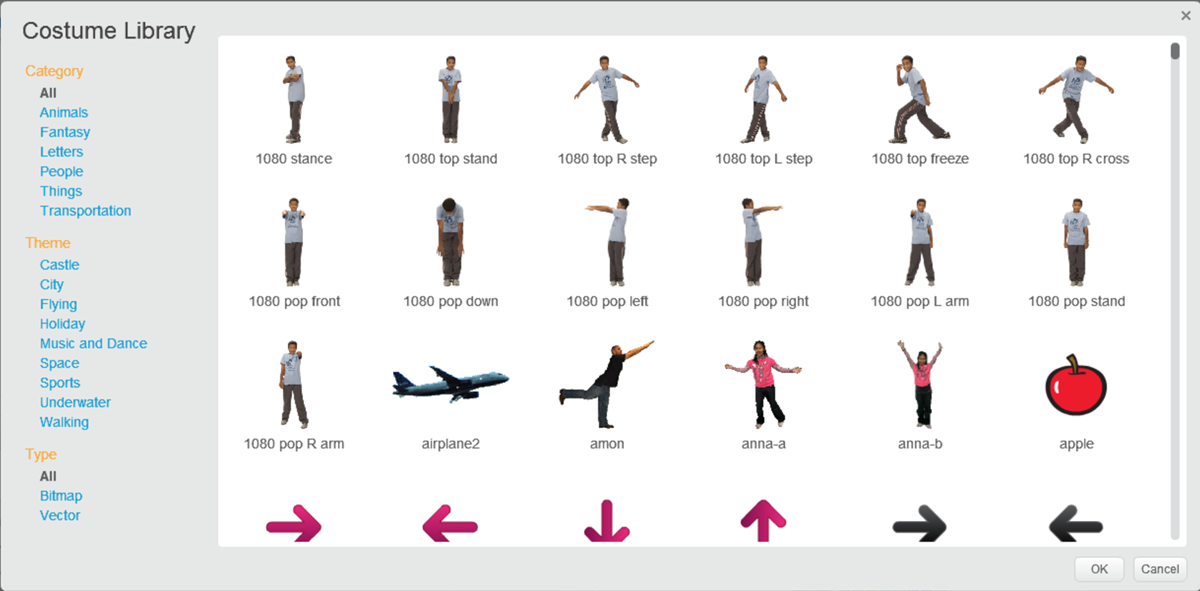 Costume Library
×
Category
All
Animals
Fantasy
Letters
People
Things
Transportation
Theme
Castle
City
Flying
Holiday
Music and Dance
Space
Sports
Underwater
Walking
Type
All
Bitmap
Vector
1080 stance 1080 top stand 1080 top R step 1080 top L step 1080 top freeze 1080 top R cross
1080 pop front 1080 pop down 1080 pop left 1080 pop right 1080 pop L arm 1080 pop stand
1080 pop R arm airplane2 amon anna-a anna-b apple
OK Cancel